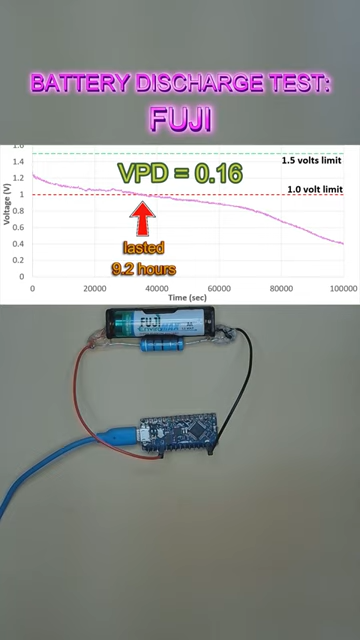 BATTERY DISCHARGE TEST:
FUJI
1.6
1.4
1.2
1
0.8
0.6
0.4
0.2
0
Voltage (V)
1.5 volts limit
VPD = 0.16
1.0 volt limit
lasted
9.2 hours
0
20000
40000
60000
80000
100000
Time (sec)
FUJI